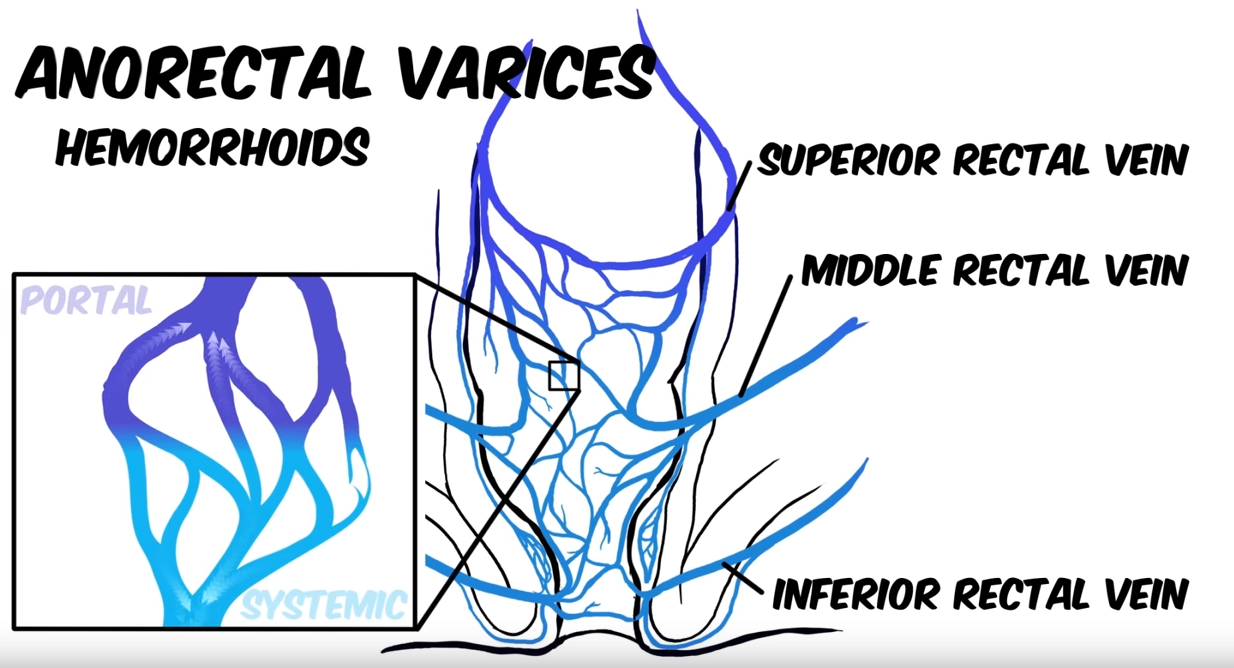 ANORECTAL VARICES
HEMORRHOIDS
SUPERIOR RECTAL VEIN
MIDDLE RECTAL VEIN
PORTAL
SYSTEMIC
INFERIOR RECTAL VEIN